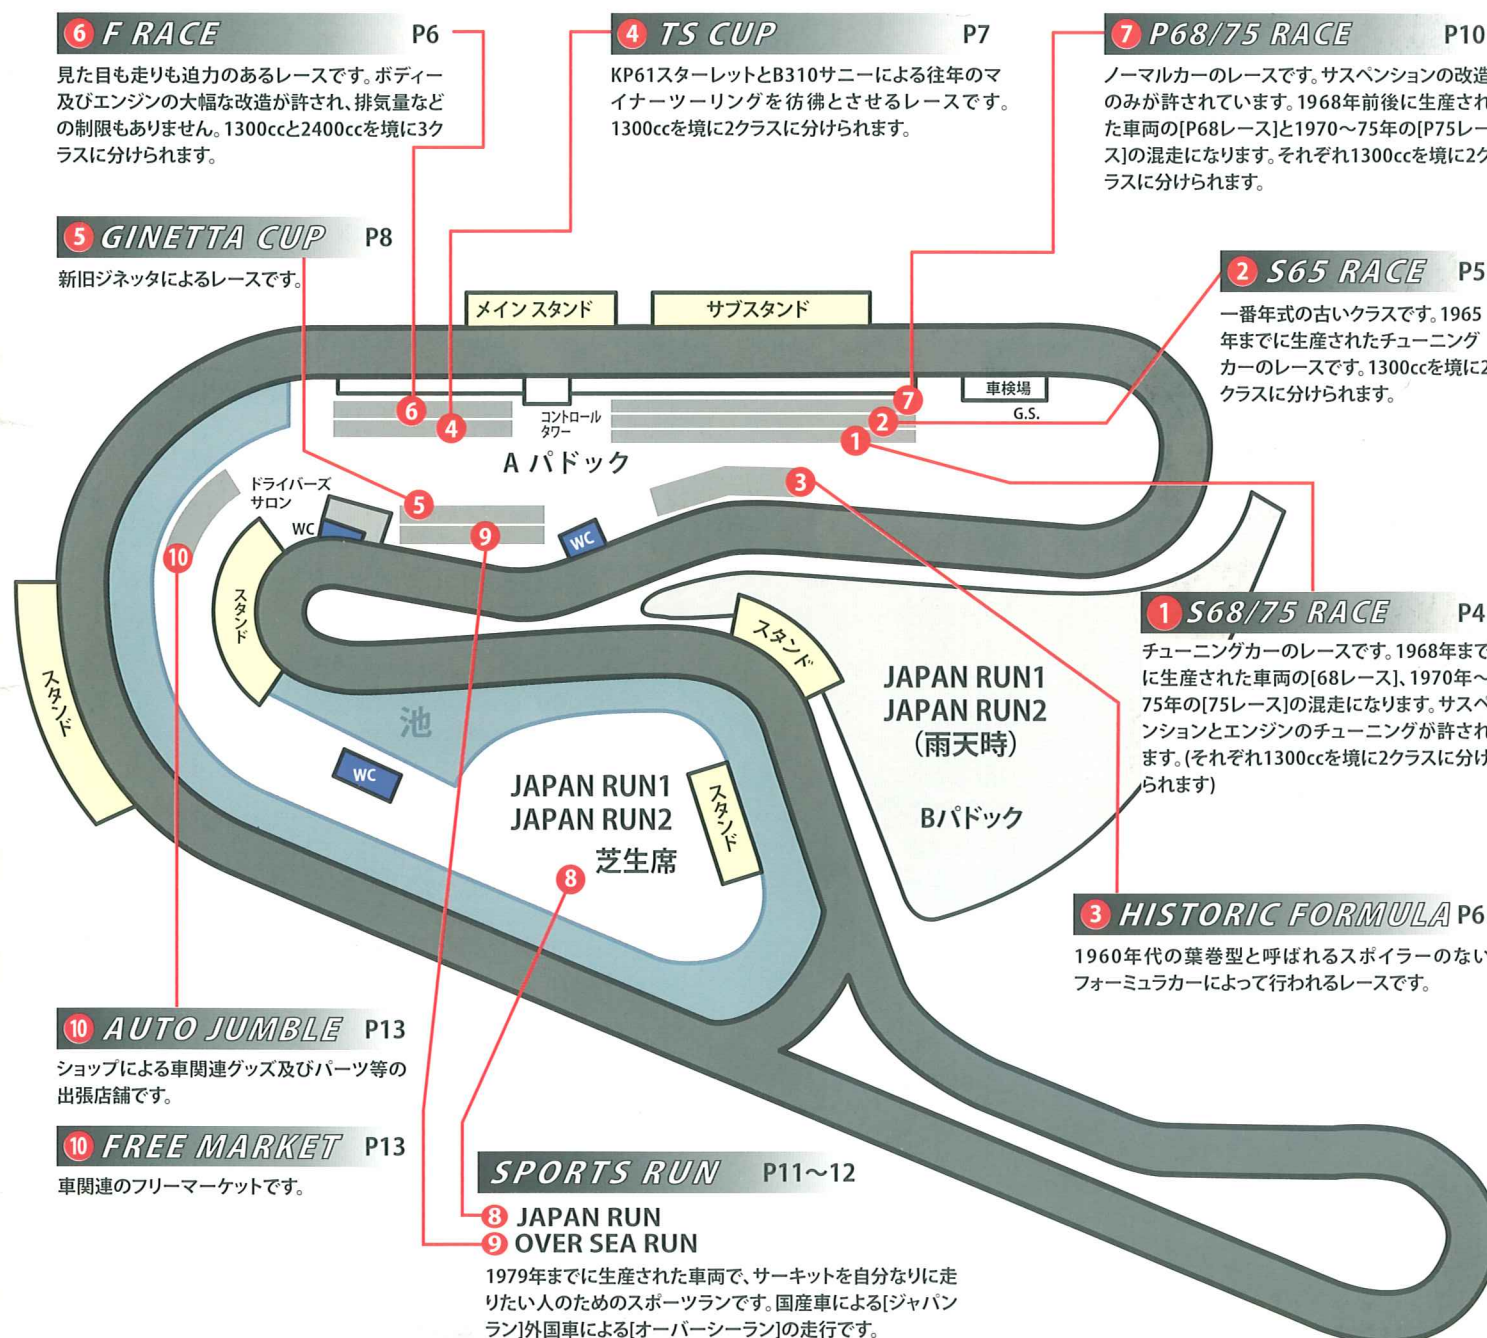 6 F RACE P6
見た目も走りも迫力のあるレースです。ボディー
及びエンジンの大幅な改造が許され、排気量など
の制限もありません。1300ccと2400ccを境に3ク
ラスに分けられます。
4 TS CUP P7
KP61スターレットとB310サニーによる往年のマ
イナーツーリングを彷彿とさせるレースです。
1300ccを境に2クラスに分けられます。
7 P68/75 RACE P10
ノーマルカーのレースです。サスペンションの改造
のみが許されています。1968年前後に生産され
た車両の[P68レース]と1970～75年の[P75レー
ス]の混走になります。それぞれ1300ccを境に2ク
ラスに分けられます。
5 GINETTA CUP P8
新旧ジネッタによるレースです。
2 S65 RACE P5
一番年式の古いクラスです。1965
年までに生産されたチューニング
カーのレースです。1300ccを境に2
クラスに分けられます。
メインスタンド
サブスタンド
車検場
G.S.
6
4
コントロール
タワー
7
2
1
A パドック
ドライバーズ
サロン
WC
5
9
WC
3
10
スタンド
スタンド
スタンド
池
WC
JAPAN RUN1
JAPAN RUN2
芝生席
8
スタンド
JAPAN RUN1
JAPAN RUN2
(雨天時)
Bパドック
1 S68/75 RACE P4
チューニングカーのレースです。1968年まで
に生産された車両の[68レース]、1970年～
75年の[75レース]の混走になります。サスペ
ンションとエンジンのチューニングが許され
ます。(それぞれ1300ccを境に2クラスに分け
られます)
3 HISTORIC FORMULA P6
1960年代の葉巻型と呼ばれるスポイラーのない
フォーミュラカーによって行われるレースです。
10 AUTO JUMBLE P13
ショップによる車関連グッズ及びパーツ等の
出張店舗です。
10 FREE MARKET P13
車関連のフリーマーケットです。
SPORTS RUN P11～12
8 JAPAN RUN
9 OVER SEA RUN
1979年までに生産された車両で、サーキットを自分なりに走
りたい人のためのスポーツランです。国産車による[ジャパン
ラン]外国車による[オーバーシーラン]の走行です。